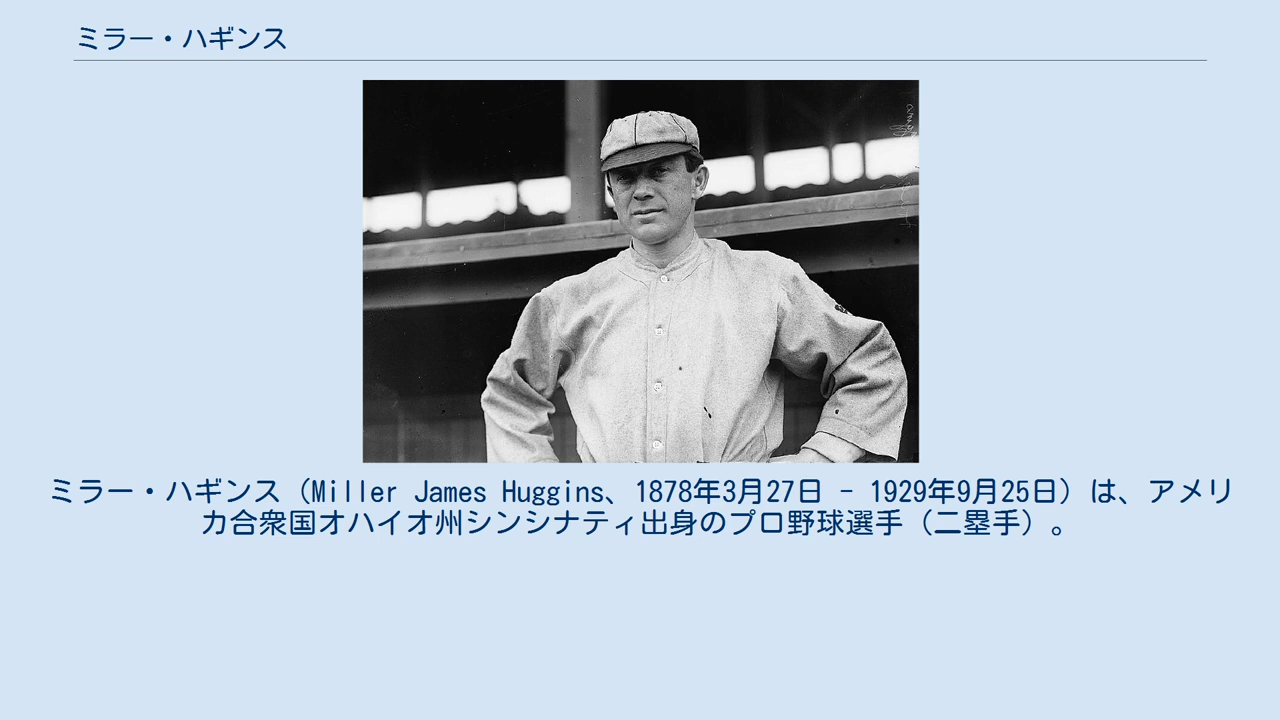 ミラー・ハギンス
ミラー・ハギンス（Miller James Huggins、1878年3月27日 - 1929年9月25日）は、アメリ
カ合衆国オハイオ州シンシナティ出身のプロ野球選手（二塁手）。